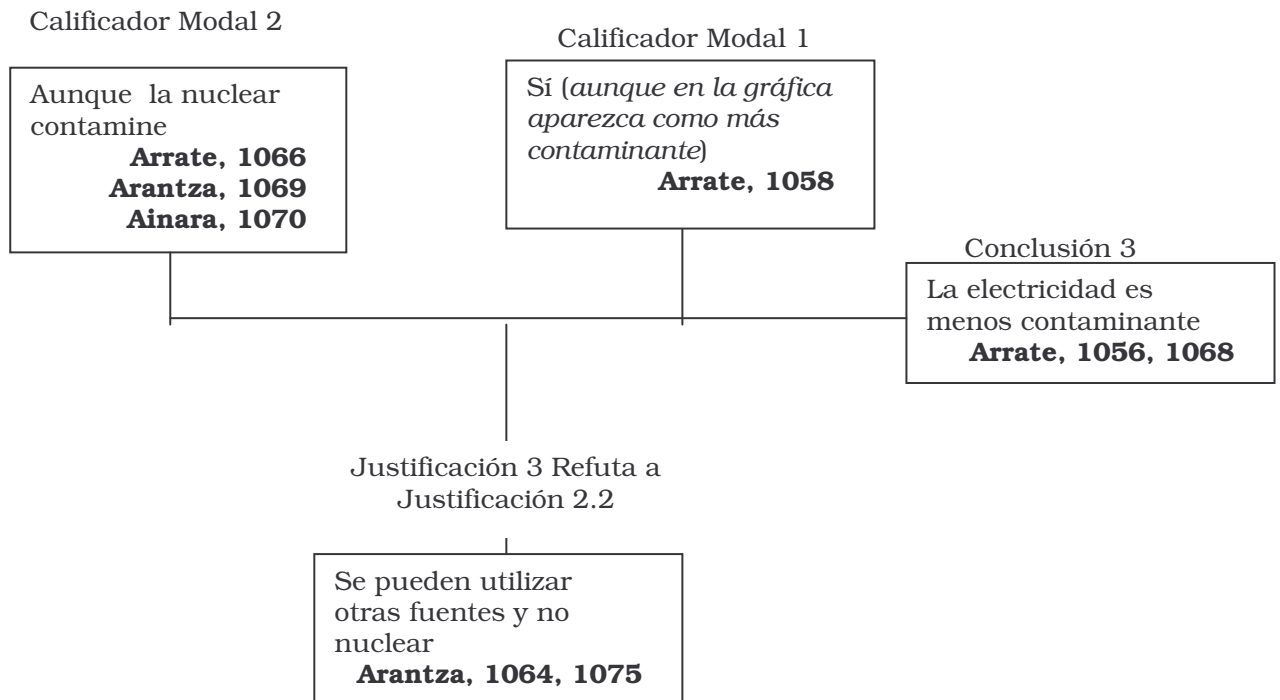 Calificador Modal 2
Aunque la nuclear
contamine
Arrate, 1066
Arantza, 1069
Ainara, 1070
Calificador Modal 1
Sí (aunque en la gráfica
aparezca como más
contaminante)
Arrate, 1058
Conclusión 3
La electricidad es
menos contaminante
Arrate, 1056, 1068
Justificación 3 Refuta a
Justificación 2.2
Se pueden utilizar
otras fuentes y no
nuclear
Arantza, 1064, 1075